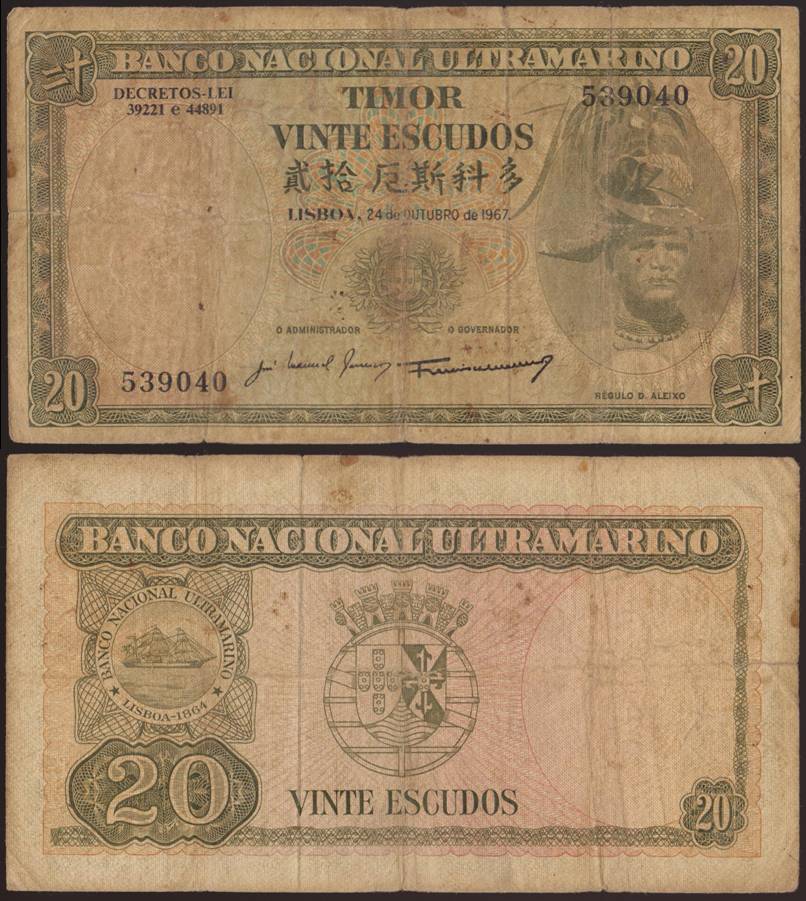 二十
BANCO NACIONAL ULTRAMARINO
20
DECRETOS-LEI
39221 e 44891
TIMOR
539040
VINTE ESCUDOS
貳拾厄斯科多
LISBOA, 24 de OUTUBRO de 1967.
O ADMINISTRADOR
O GOVERNADOR
20
539040
RÉGULO D. ALEIXO
二十
BANCO NACIONAL ULTRAMARINO
BANCO NACIONAL ULTRAMARINO
LISBOA-1864
20
VINTE ESCUDOS
20